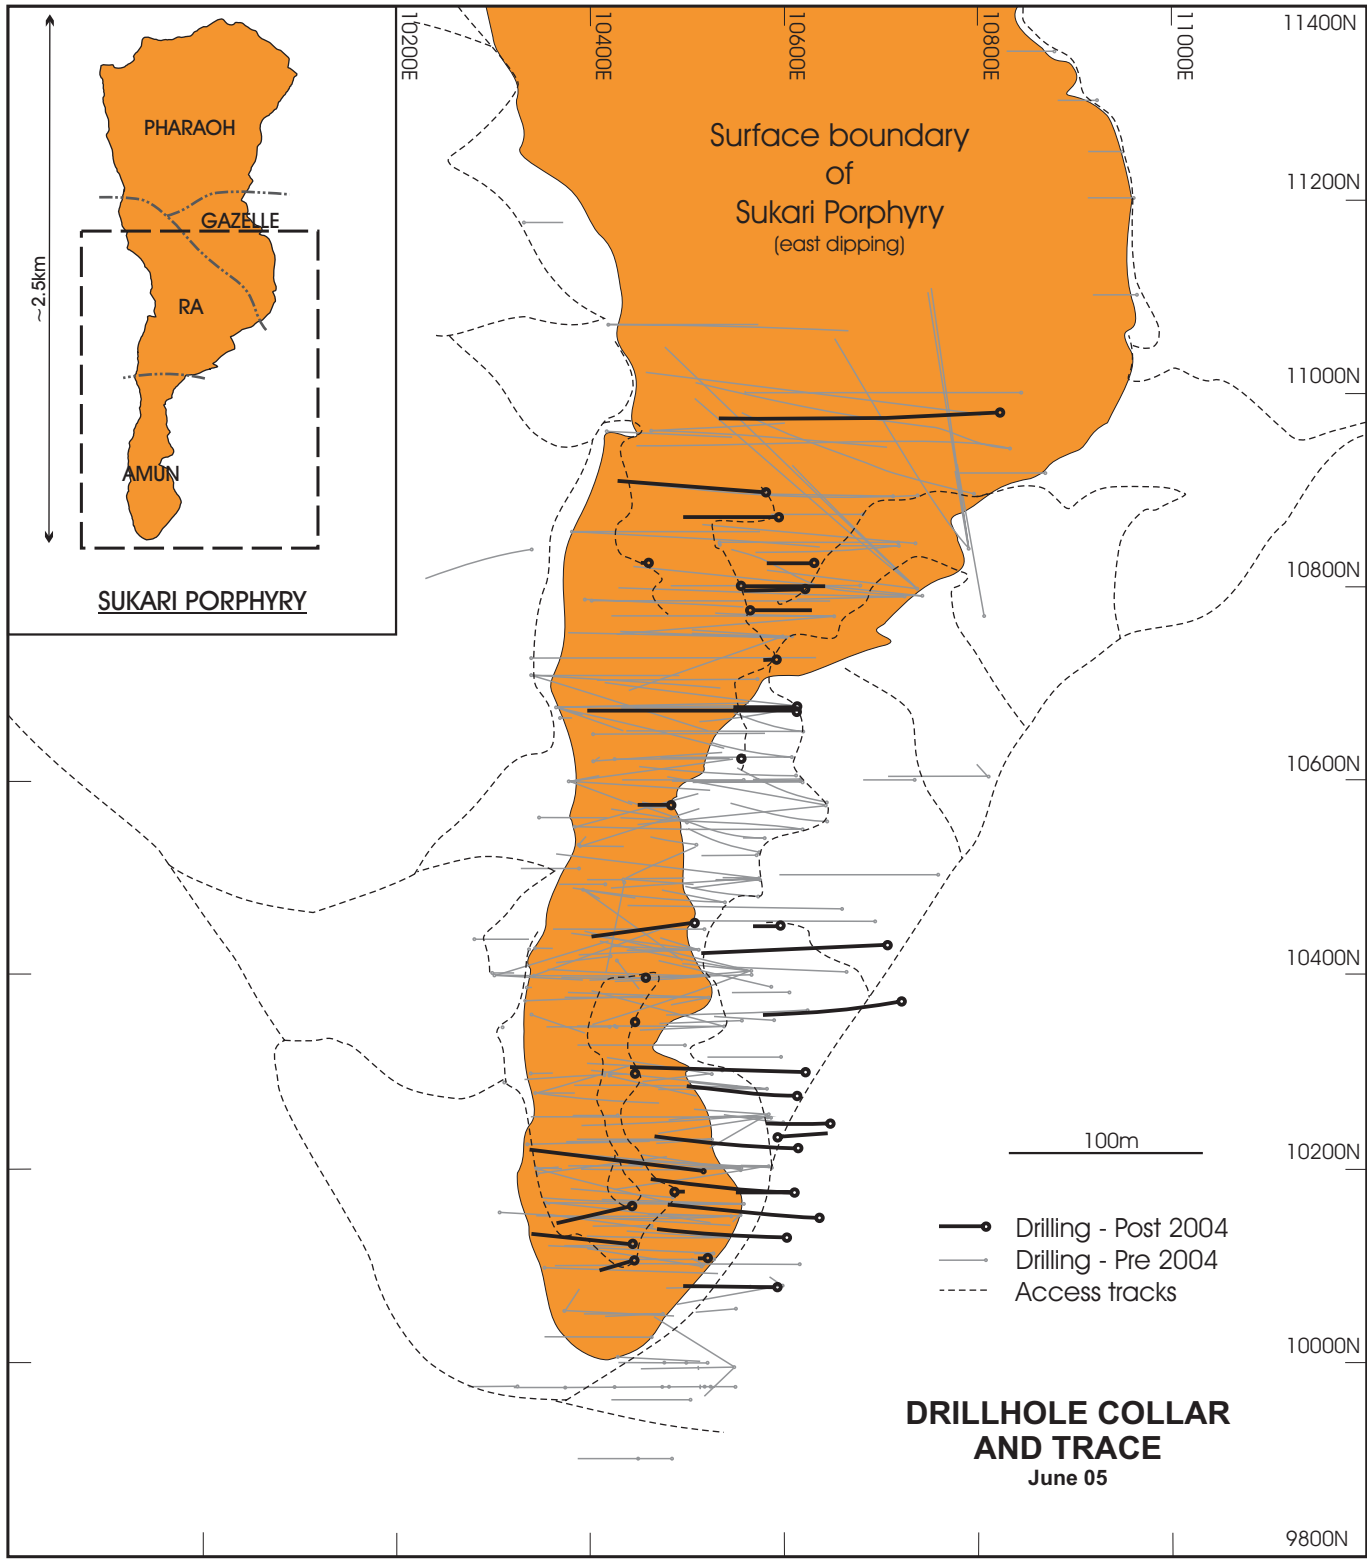 10200E
10400E
10600E
10800E
11000E
11400N
PHARAOH
GAZELLE
RA
AMUN
~2.5km
SUKARI PORPHYRY
Surface boundary
of
Sukari Porphyry
(east dipping)
11200N
11000N
10800N
10600N
10400N
10200N
10000N
9800N
100m
Drilling - Post 2004
Drilling - Pre 2004
Access tracks
DRILLHOLE COLLAR
AND TRACE
June 05